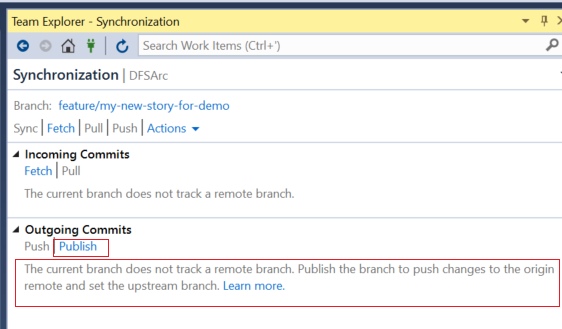 Team Explorer - Synchronization
Search Work Items (Ctrl+')
Synchronization | DFSArc
Branch: feature/my-new-story-for-demo
Sync | Fetch | Pull | Push | Actions
Incoming Commits
Fetch | Pull
The current branch does not track a remote branch.
Outgoing Commits
Push | Publish
The current branch does not track a remote branch. Publish the branch to push changes to the origin
remote and set the upstream branch. Learn more.